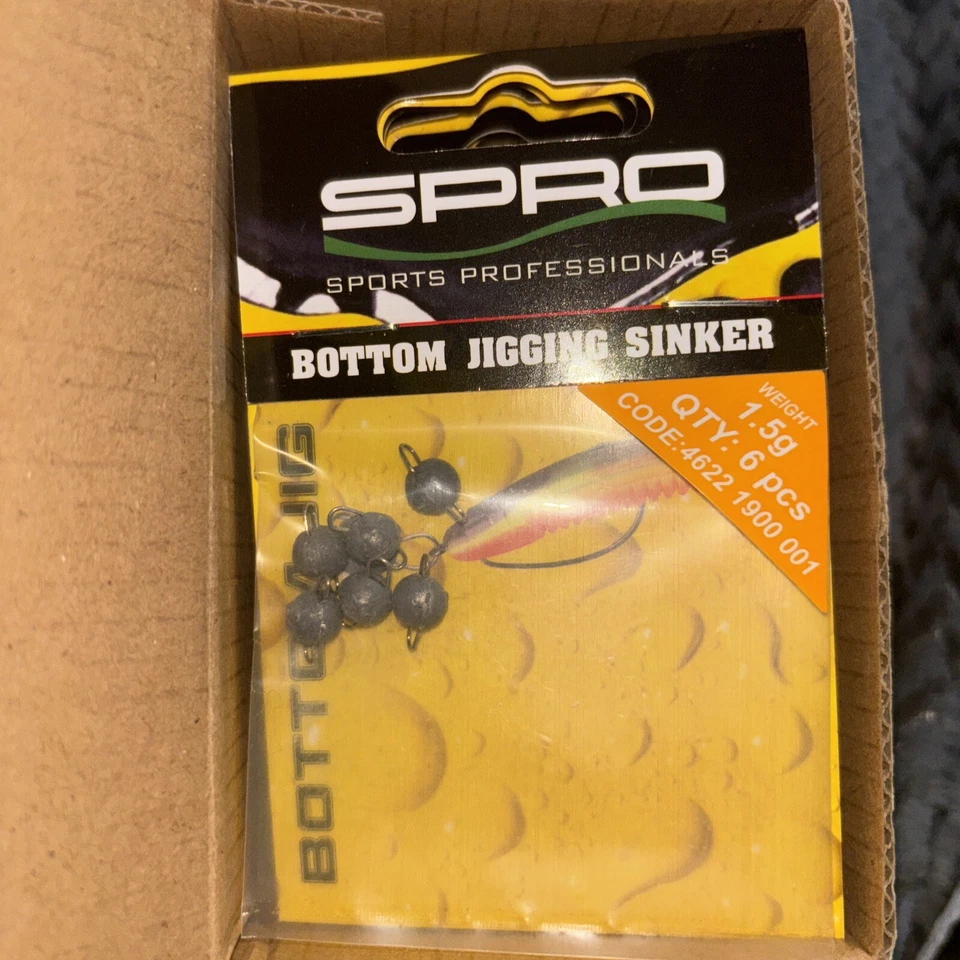 SPRO
SPORTS PROFESSIONALS
BOTTOM JIGGING SINKER
WEIGHT
1.5g
QTY: 6 pcs
CODE:4622 1900 001
BOTTOM JIG